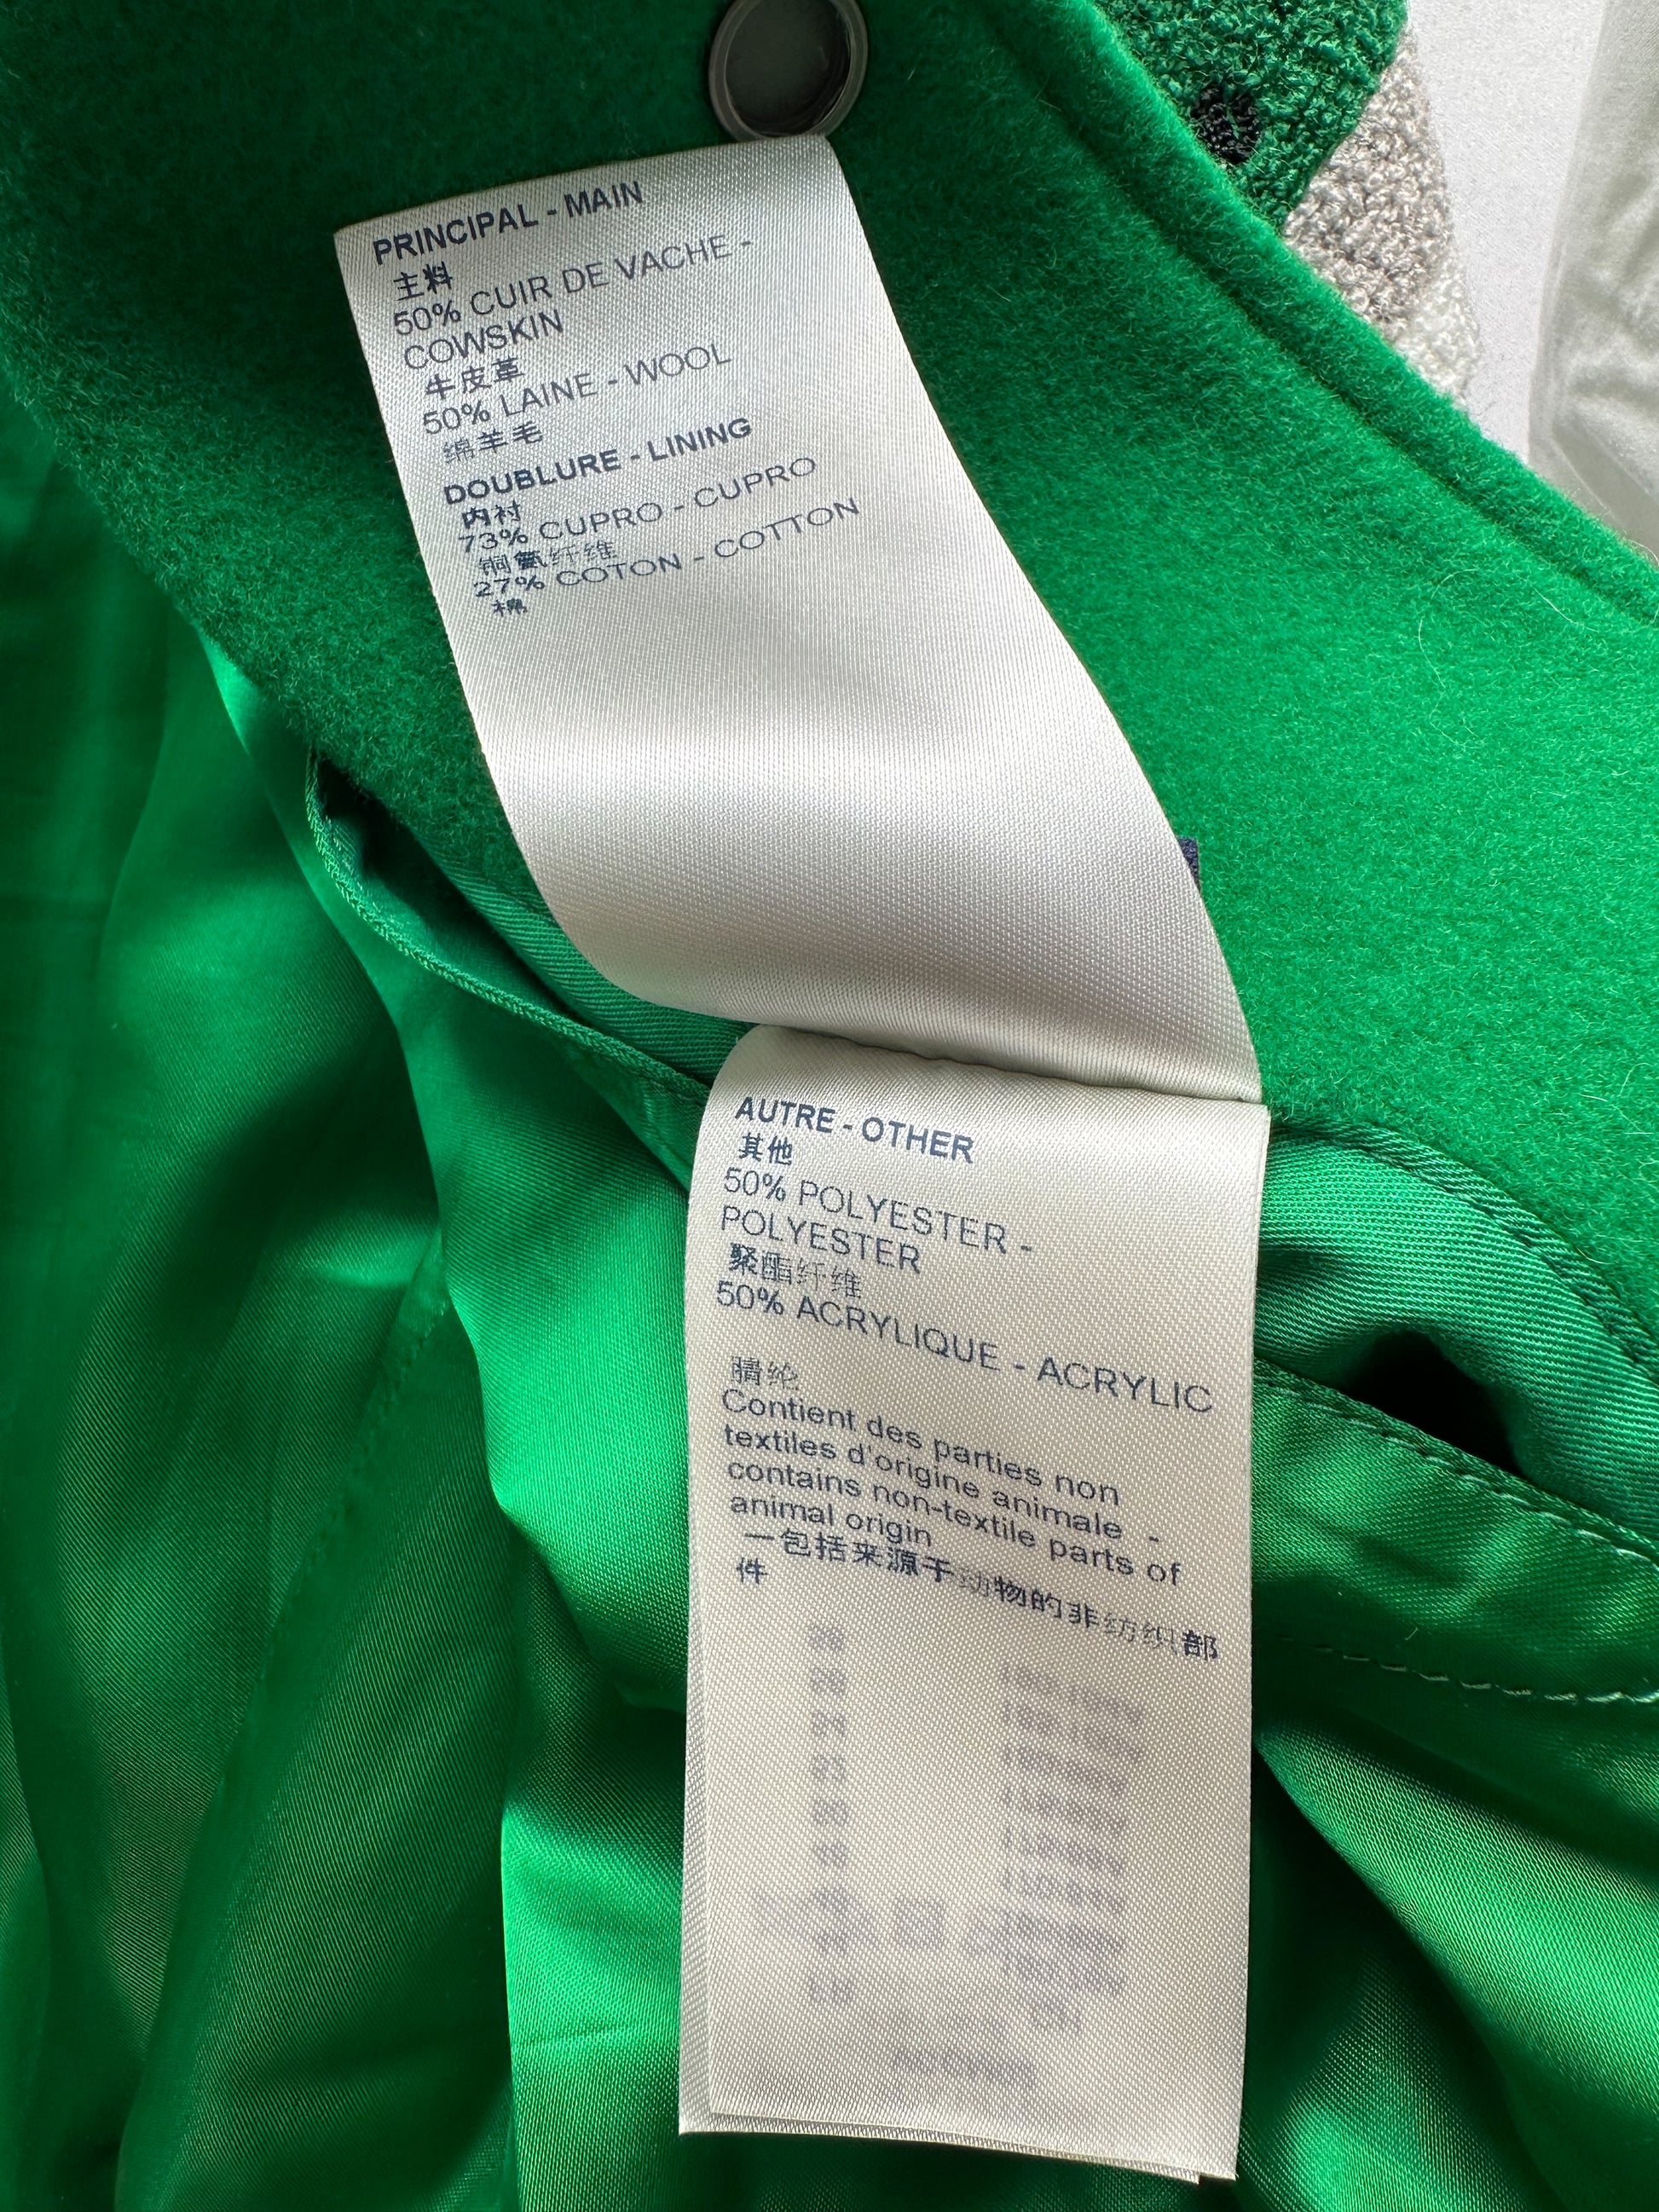 PRINCIPAL - MAIN
主料
50% CUIR DE VACHE -
COWSKIN
牛皮革
50% LAINE - WOOL
绵羊毛
DOUBLURE - LINING
内衬
73% CUPRO - CUPRO
铜氨纤维
27% COTON - COTTON
棉
AUTRE - OTHER
其他
50% POLYESTER -
POLYESTER
聚酯纤维
50% ACRYLIQUE - ACRYLIC
腈纶
Contient des parties non
textiles d'origine animale -
contains non-textile parts of
animal origin
一包括来源于动物的非纺织部
件